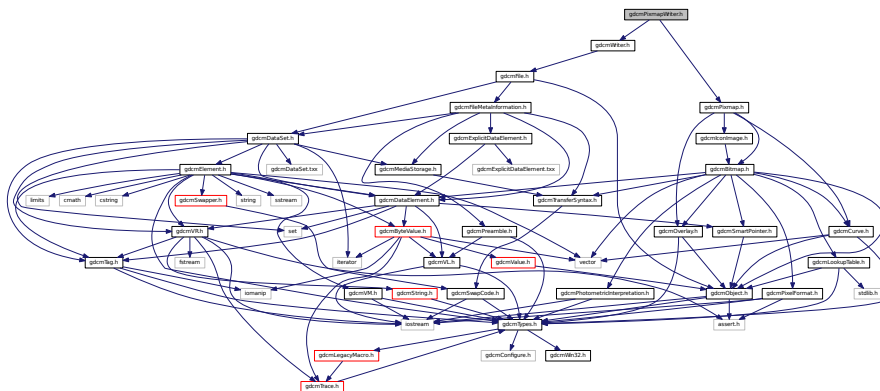 gdcmPixmapWriter.h
gdcmWriter.h
gdcmFile.h
gdcmFileMetaInformation.h
gdcmPixmap.h
gdcmDataSet.h
gdcmExplicitDataElement.h
gdcmIconImage.h
gdcmElement.h
gdcmDataSet.txx
gdcmMediaStorage.h
gdcmExplicitDataElement.txx
gdcmBitmap.h
limits
cmath
cstring
gdcmSwapper.h
string
sstream
gdcmDataElement.h
gdcmTransferSyntax.h
gdcmVR.h
set
gdcmByteValue.h
gdcmPreamble.h
gdcmOverlay.h
gdcmSmartPointer.h
gdcmCurve.h
gdcmTag.h
fstream
iterator
gdcmVL.h
gdcmValue.h
vector
gdcmLookupTable.h
iomanip
gdcmVM.h
gdcmString.h
gdcmSwapCode.h
gdcmPhotometricInterpretation.h
gdcmObject.h
gdcmPixelFormat.h
stdlib.h
iostream
gdcmTypes.h
assert.h
gdcmLegacyMacro.h
gdcmConfigure.h
gdcmWin32.h
gdcmTrace.h